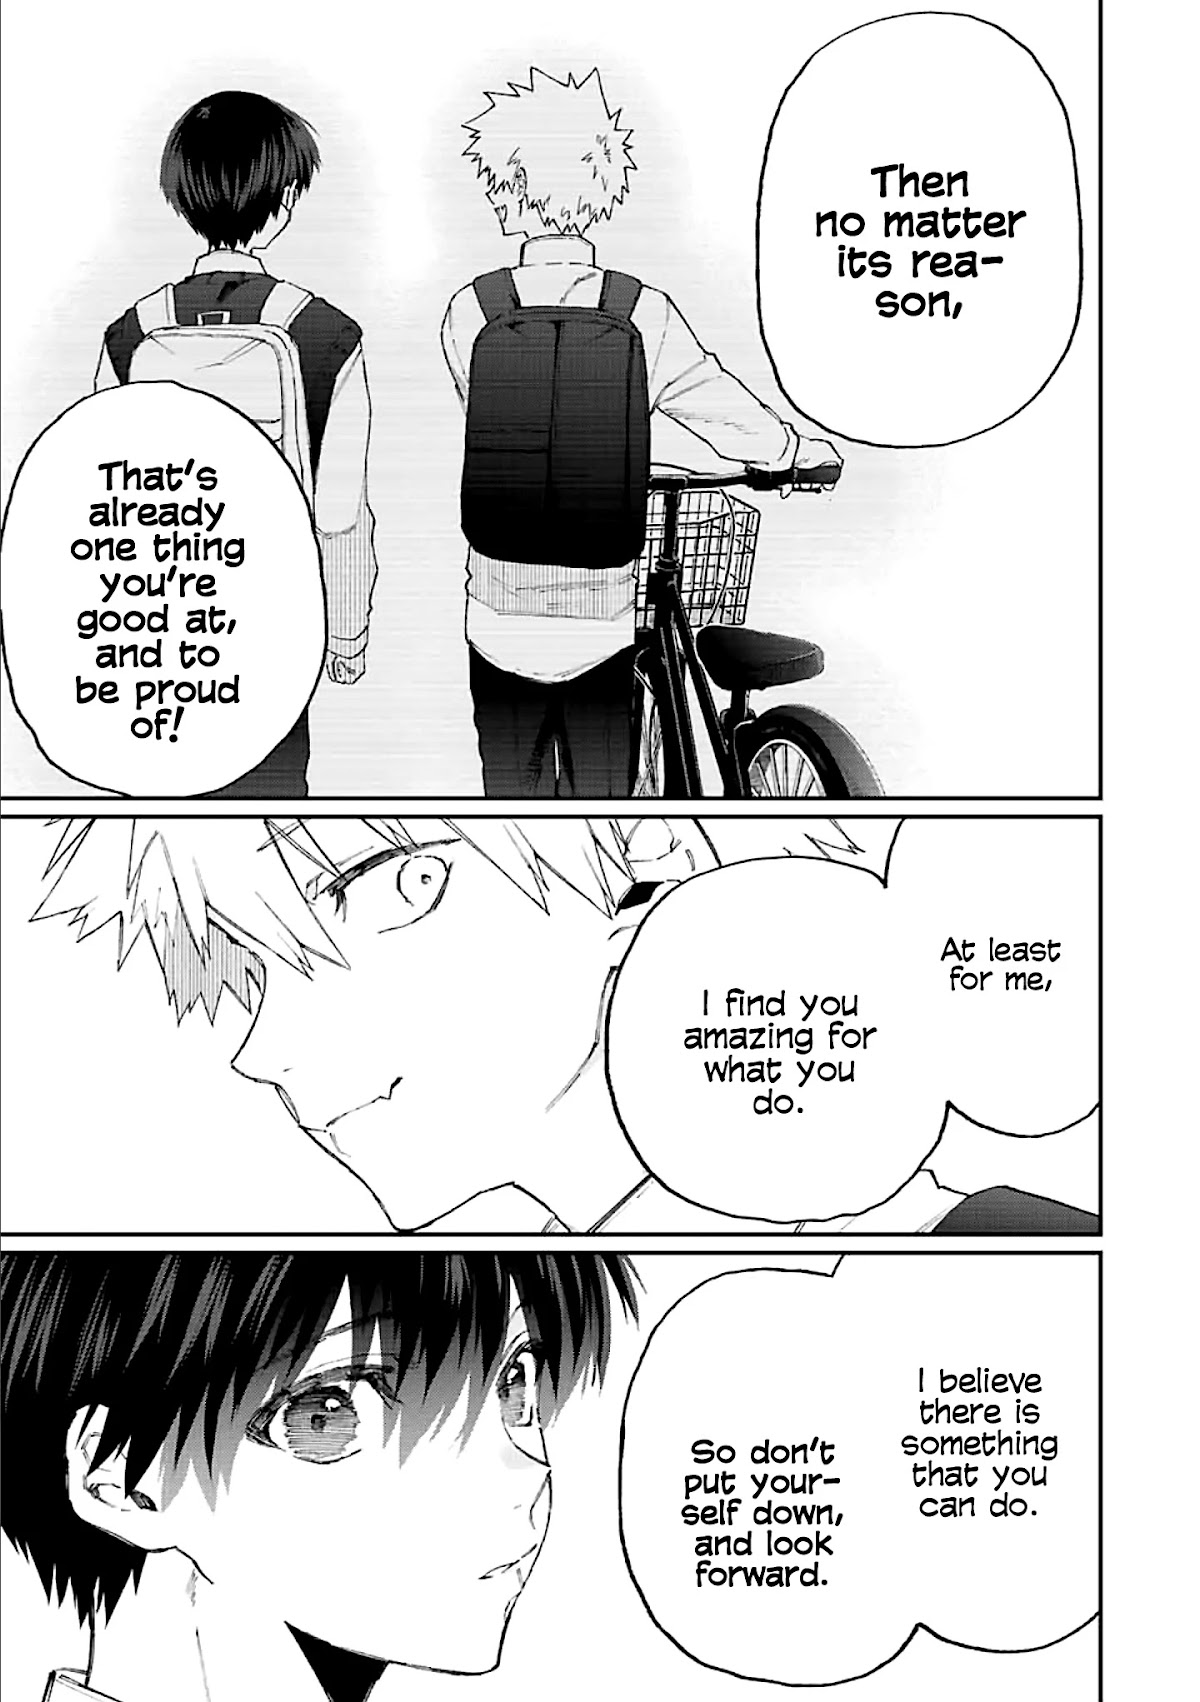 Then
no matter
its rea-
son,
That's
already
one thing
you're
good at,
and to
be proud
of!
At least
for me,
I find you
amazing for
what you
do.
I believe
there is
something
that you
can do.
So don't
put your-
self down,
and look
forward.